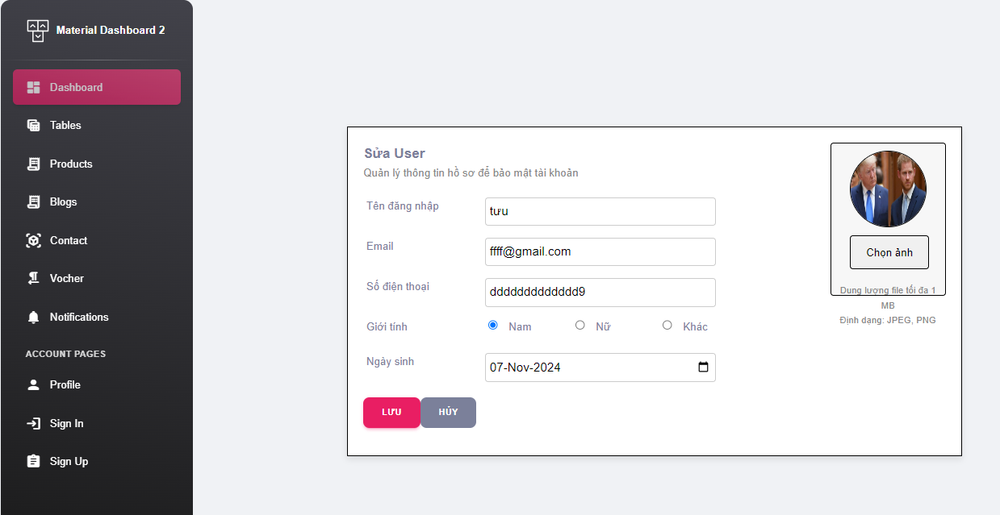 Material Dashboard 2
Dashboard
Tables
Products
Blogs
Contact
Vocher
Notifications
ACCOUNT PAGES
Profile
Sign In
Sign Up
Sửa User
Quản lý thông tin hồ sơ để bảo mật tài khoản
Tên đăng nhập
tưu
Email
ffff@gmail.com
Số điện thoại
ddddddddddddd9
Giới tính
Nam Nữ Khác
Ngày sinh
07-Nov-2024
LƯU HỦY
Chọn ảnh
Dung lượng file tối đa 1
MB
Định dạng: JPEG, PNG